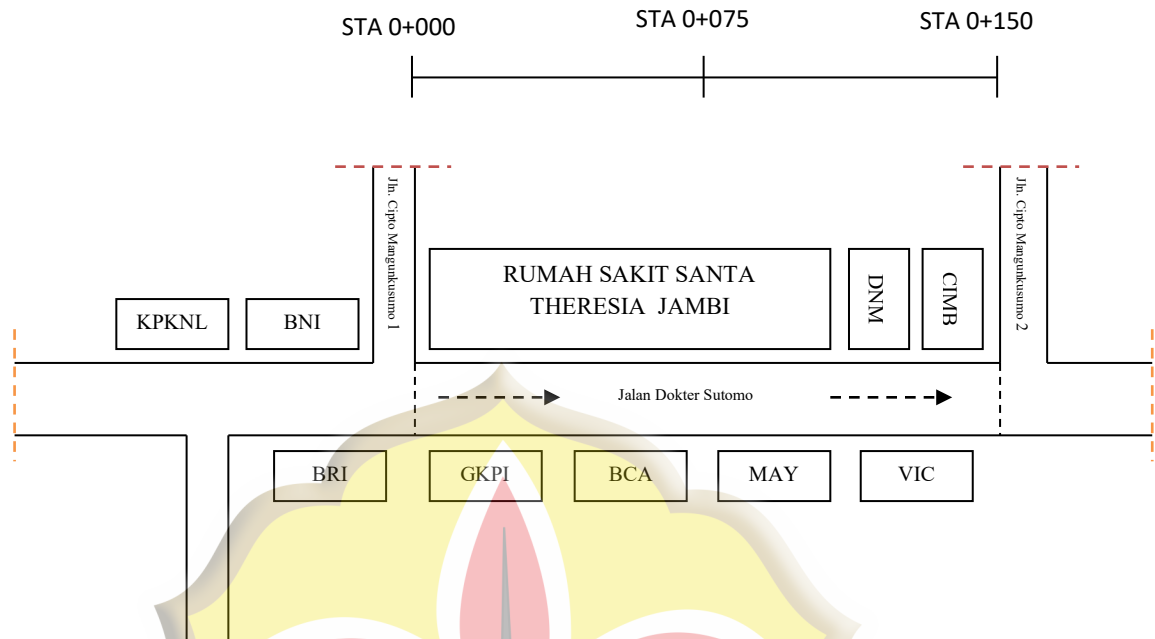 STA 0+000
STA 0+075
STA 0+150
Jln. Cipto Mangunkusumo 1
Jln. Cipto Mangunkusumo 2
RUMAH SAKIT SANTA
THERESIA JAMBI
DNM
CIMB
KPKNL
BNI
Jalan Dokter Sutomo
BRI
GKPI
BCA
MAY
VIC